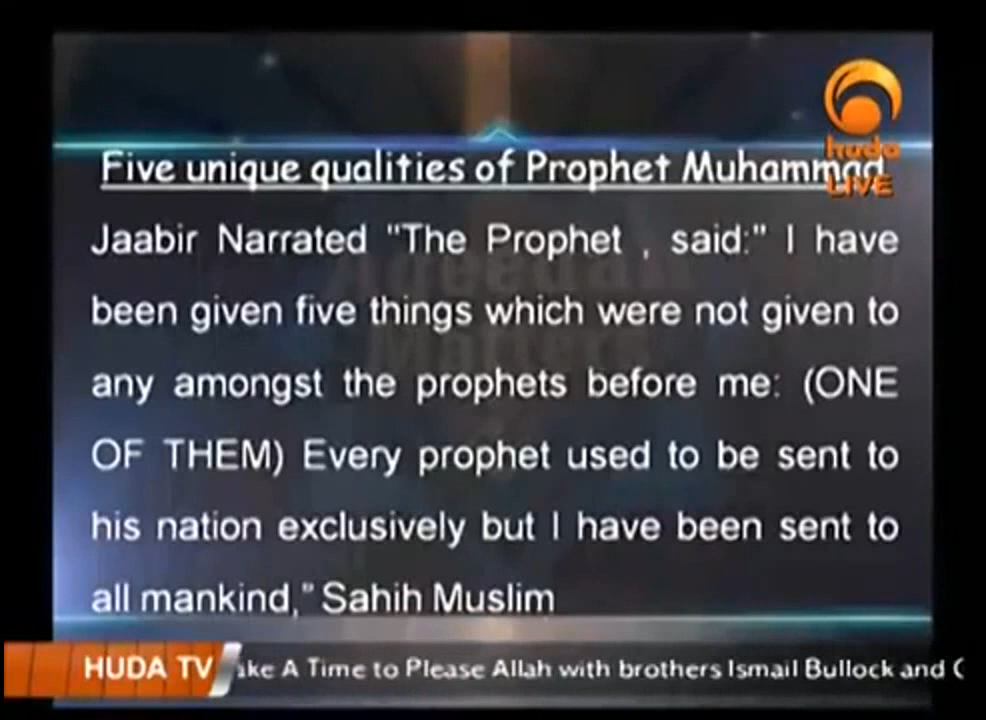 huda
LIVE
Five unique qualities of Prophet Muhammad
Jaabir Narrated "The Prophet , said:" I have
been given five things which were not given to
any amongst the prophets before me: (ONE
OF THEM) Every prophet used to be sent to
his nation exclusively but I have been sent to
all mankind," Sahih Muslim
Aqeedah
Matters
HUDA TV
ake A Time to Please Allah with brothers Ismail Bullock and